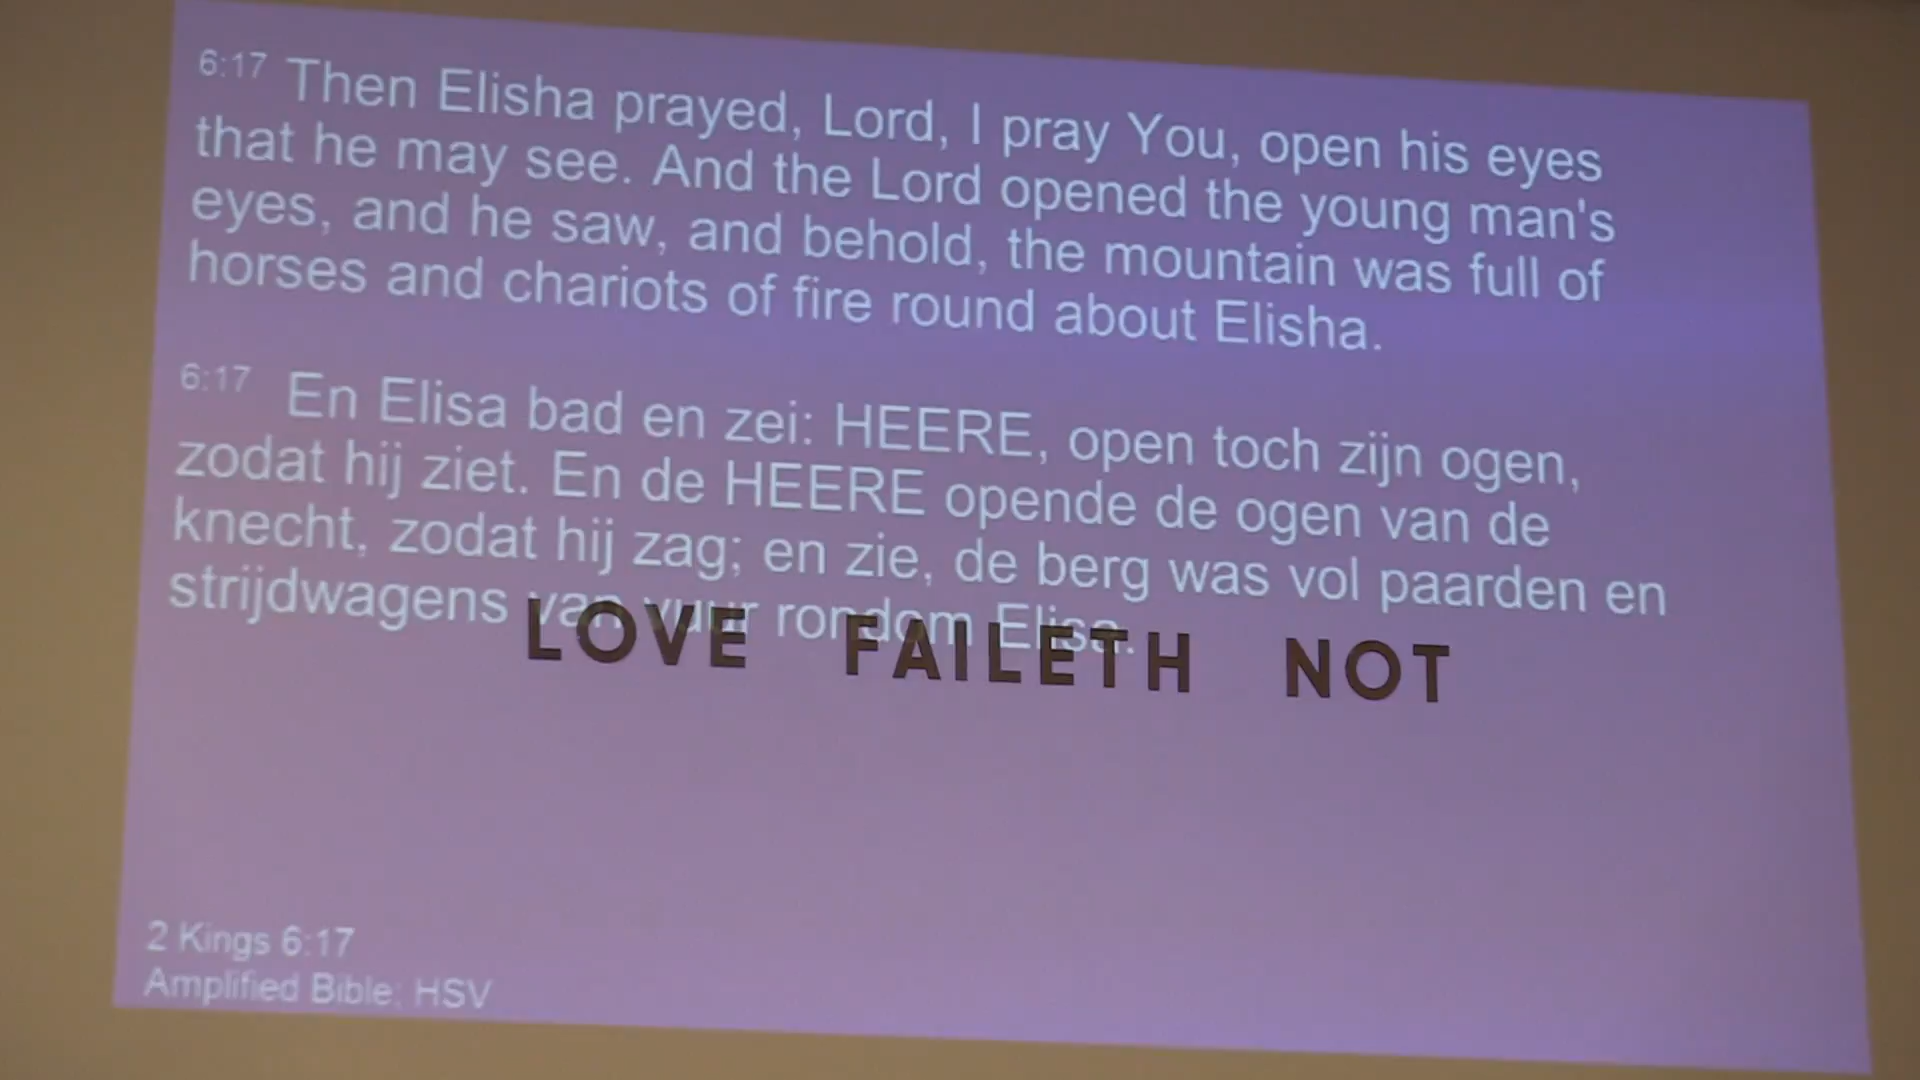 6:17 Then Elisha prayed, Lord, I pray You, open his eyes
that he may see. And the Lord opened the young man's
eyes, and he saw, and behold, the mountain was full of
horses and chariots of fire round about Elisha.
6:17 En Elisa bad en zei: HEERE, open toch zijn ogen,
zodat hij ziet. En de HEERE opende de ogen van de
knecht, zodat hij zag; en zie, de berg was vol paarden en
strijdwagens van vuur rondom Elisa.
LOVE FAILETH NOT
2 Kings 6:17
Amplified Bible; HSV